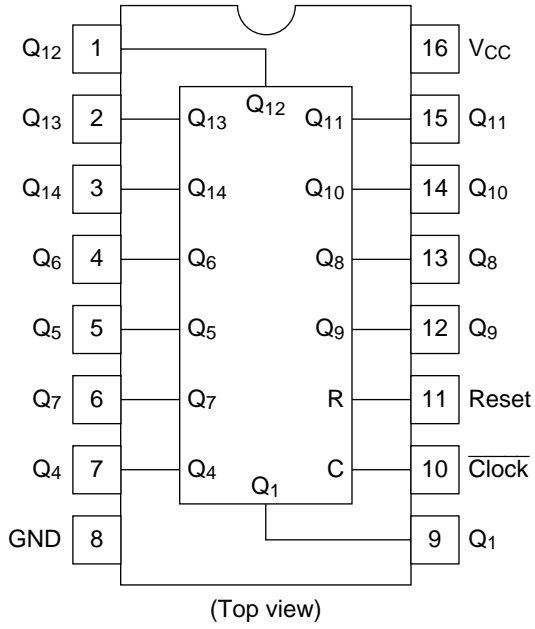 Q12 1 16 VCC
Q12
Q13 2 Q13 Q11 15 Q11
Q14 3 Q14 Q10 14 Q10
Q6 4 Q6 Q8 13 Q8
Q5 5 Q5 Q9 12 Q9
Q7 6 Q7 R 11 Reset
Q4 7 Q4 C 10 Clock
Q1
GND 8 9 Q1
(Top view)